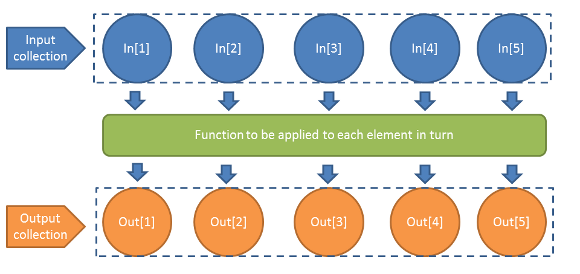 Input
collection
In[1] In[2] In[3] In[4] In[5]
Function to be applied to each element in turn
Output
collection
Out[1] Out[2] Out[3] Out[4] Out[5]